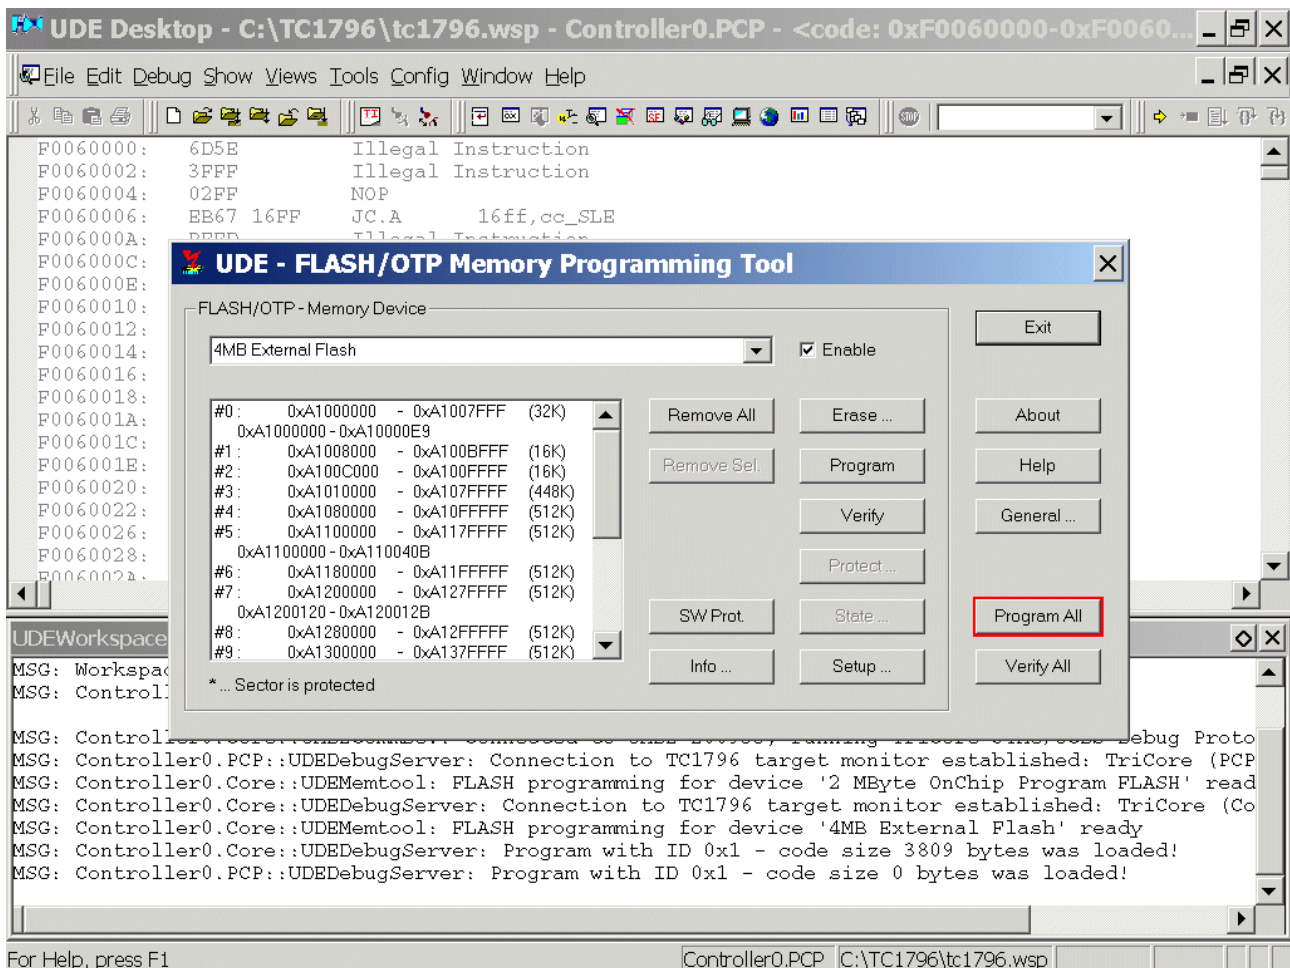 UDE Desktop - C:\TC1796\tc1796.wsp - Controller0.PCP - <code: 0xF0060000-0xF0060...
File Edit Debug Show Views Tools Config Window Help
STOP
F0060000: 6D5E Illegal Instruction
F0060002: 3FFF Illegal Instruction
F0060004: 02FF NOP
F0060006: EB67 16FF JC.A 16ff,cc_SLE
F006000A: Illegal Instruction
F006000C:
F006000E:
F0060010:
F0060012:
F0060014:
F0060016:
F0060018:
F006001A:
F006001C:
F006001E:
F0060020:
F0060022:
F0060026:
F0060028:
F006002A:
UDE - FLASH/OTP Memory Programming Tool
FLASH/OTP - Memory Device
4MB External Flash
Enable
Exit
#0 : 0xA1000000 - 0xA1007FFF (32K)
0xA1000000 - 0xA10000E9
#1 : 0xA1008000 - 0xA100BFFF (16K)
#2 : 0xA100C000 - 0xA100FFFF (16K)
#3 : 0xA1010000 - 0xA107FFFF (448K)
#4 : 0xA1080000 - 0xA10FFFFF (512K)
#5 : 0xA1100000 - 0xA117FFFF (512K)
0xA1100000 - 0xA110040B
#6 : 0xA1180000 - 0xA11FFFFF (512K)
#7 : 0xA1200000 - 0xA127FFFF (512K)
0xA1200120 - 0xA120012B
#8 : 0xA1280000 - 0xA12FFFFF (512K)
#9 : 0xA1300000 - 0xA137FFFF (512K)
* ... Sector is protected
Remove All
Erase ...
About
Remove Sel.
Program
Help
Verify
General ...
Protect ...
SW Prot.
State ...
Program All
Info ...
Setup ...
Verify All
UDEWorkspace
MSG: Workspac
MSG: Controll
MSG: Controller0.PCP::UDEDebugServer: Connection to TC1796 target monitor established: TriCore (PCP
MSG: Controller0.Core::UDEMemtool: FLASH programming for device '2 MByte OnChip Program FLASH' read
MSG: Controller0.Core::UDEDebugServer: Connection to TC1796 target monitor established: TriCore (Co
MSG: Controller0.Core::UDEMemtool: FLASH programming for device '4MB External Flash' ready
MSG: Controller0.Core::UDEDebugServer: Program with ID 0x1 - code size 3809 bytes was loaded!
MSG: Controller0.PCP::UDEDebugServer: Program with ID 0x1 - code size 0 bytes was loaded!
For Help, press F1
Controller0.PCP C:\TC1796\tc1796.wsp